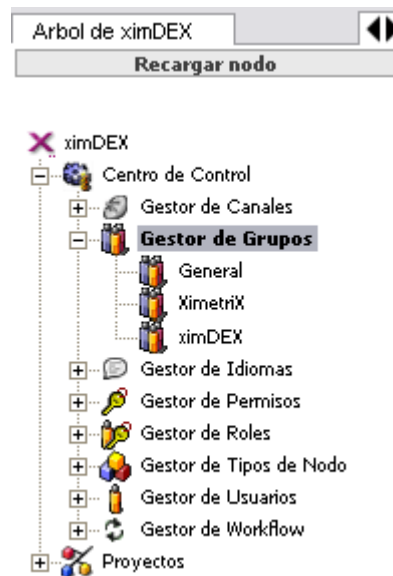 Arbol de ximDEX
Recargar nodo
ximDEX
Centro de Control
Gestor de Canales
Gestor de Grupos
General
XimetriX
ximDEX
Gestor de Idiomas
Gestor de Permisos
Gestor de Roles
Gestor de Tipos de Nodo
Gestor de Usuarios
Gestor de Workflow
Proyectos